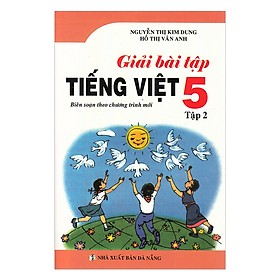 NGUYỄN THỊ KIM DUNG
HỒ THỊ VÂN ANH
Giải bài tập
TIẾNG VIỆT 5
Biên soạn theo chương trình mới
Tập 2
NHÀ XUẤT BẢN ĐÀ NẴNG